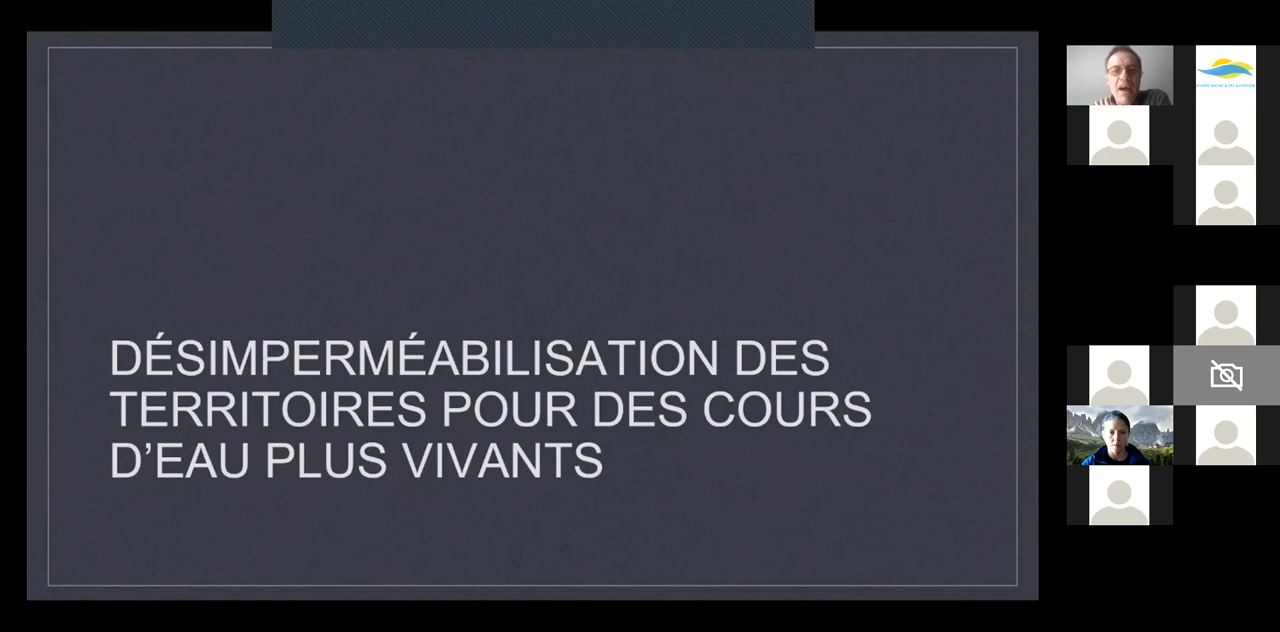 DÉSIMPERMÉABILISATION DES
TERRITOIRES POUR DES COURS
D’EAU PLUS VIVANTS